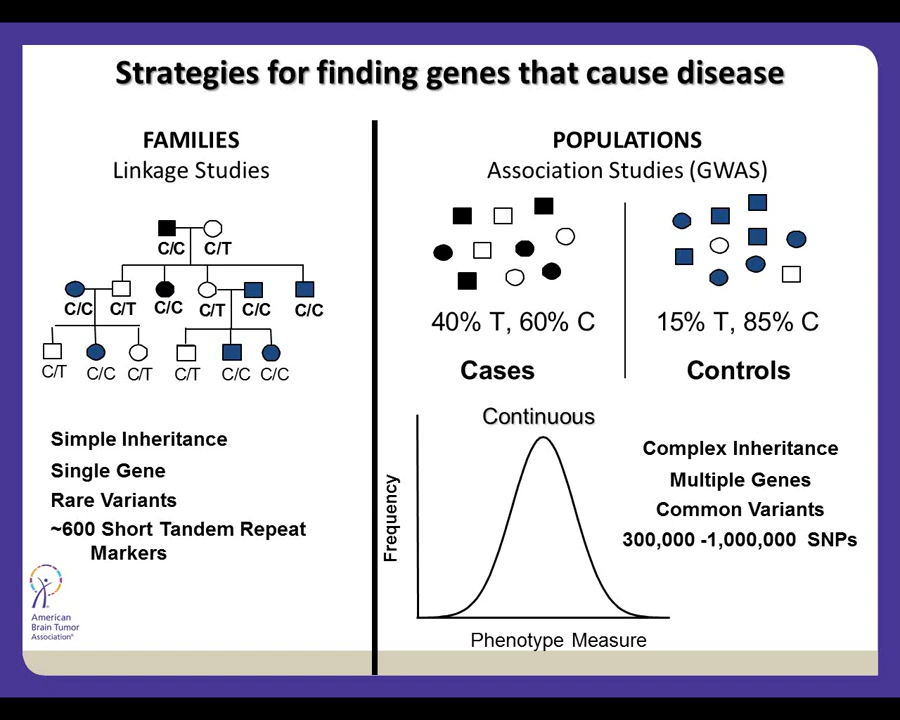 Strategies for finding genes that cause disease
FAMILIES
Linkage Studies
C/C C/T
C/C C/T C/C C/T C/C C/C
C/T C/C C/T C/T C/C C/C
Simple Inheritance
Single Gene
Rare Variants
~600 Short Tandem Repeat
Markers
American
Brain Tumor
Association®
POPULATIONS
Association Studies (GWAS)
40% T, 60% C
15% T, 85% C
Cases
Controls
Continuous
Frequency
Phenotype Measure
Complex Inheritance
Multiple Genes
Common Variants
300,000 -1,000,000 SNPs